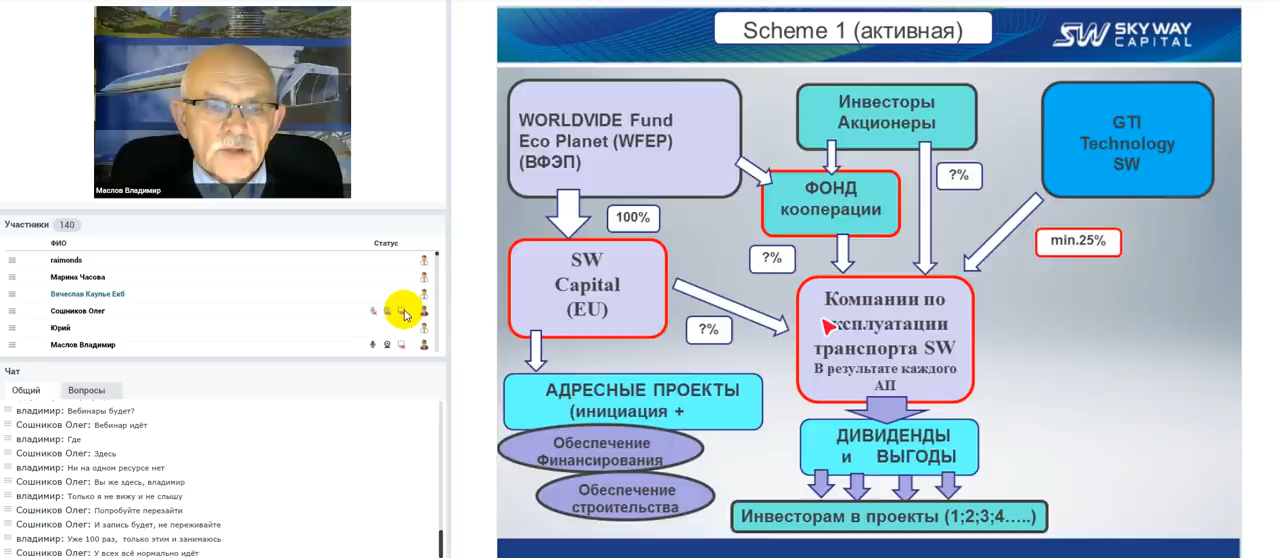 Маслов Владимир
Участники 140
ФИО Статус
raimonds
Марина Часова
Вячеслав Каулье Екб
Сошников Олег
Юрий
Маслов Владимир
Чат
Общий Вопросы
владимир: Вебинары будет?
Сошников Олег: Вебинар идёт
владимир: Где
Сошников Олег: Здесь
владимир: Ни на одном ресурсе нет
Сошников Олег: Вы же здесь, владимир
владимир: Только я не вижу и не слышу
Сошников Олег: Попробуйте перезайти
Сошников Олег: И запись будет, не переживайте
владимир: Уже 100 раз, только этим и занимаюсь
Сошников Олег: У всех всё нормально идёт
Scheme 1 (активная)
SW SKY WAY
CAPITAL
WORLDVIDE Fund
Eco Planet (WFEP)
(ВФЭП)
Инвесторы
Акционеры
GTI
Technology
SW
ФОНД
кооперации
?%
100%
min.25%
?%
SW
Capital
(EU)
?%
Компании по
эксплуатации
транспорта SW
В результате каждого
АП
АДРЕСНЫЕ ПРОЕКТЫ
(инициация +
Обеспечение
Финансирования
Обеспечение
строительства
ДИВИДЕНДЫ
и ВЫГОДЫ
Инвесторам в проекты (1;2;3;4…..)